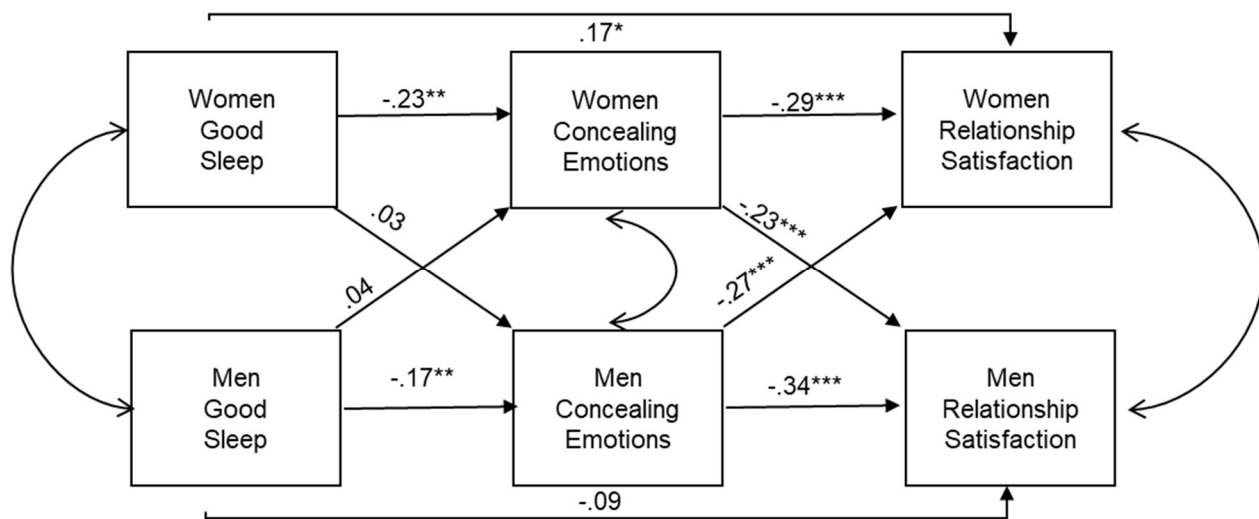 .17*
Women
Good
Sleep
-.23**
Women
Concealing
Emotions
-.29***
Women
Relationship
Satisfaction
.03
.04
-.23***
-.27***
Men
Good
Sleep
-.17**
Men
Concealing
Emotions
-.34***
Men
Relationship
Satisfaction
-.09